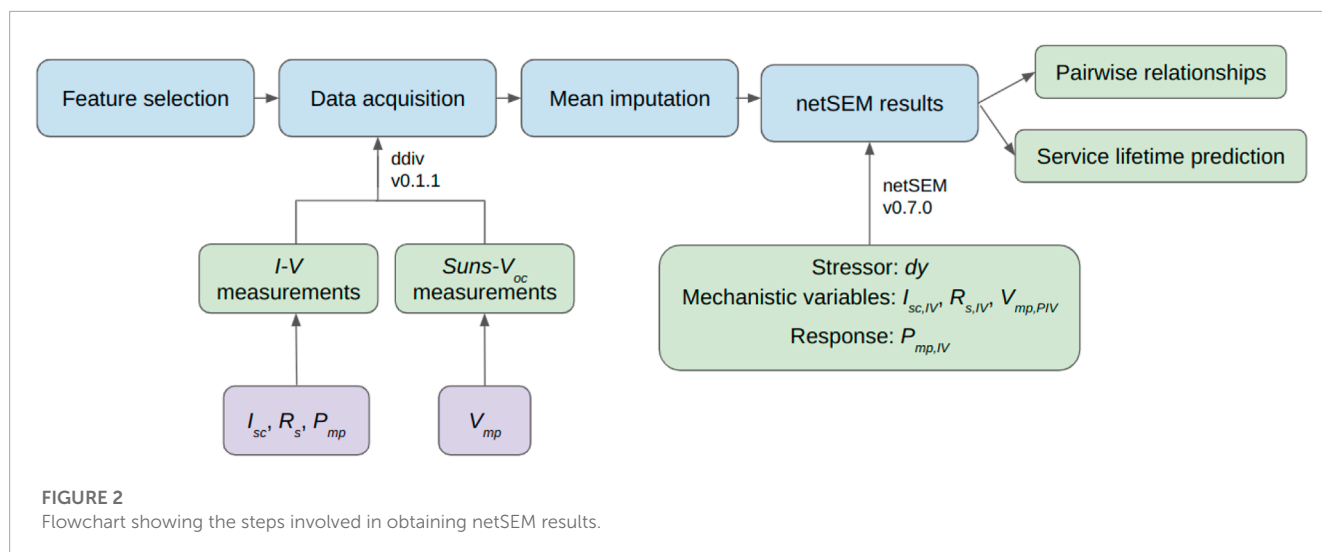 Feature selection
Data acquisition
Mean imputation
netSEM results
Pairwise relationships
Service lifetime prediction
ddiv
v0.1.1
netSEM
v0.7.0
I-V
measurements
Suns-Voc
measurements
Stressor: dy
Mechanistic variables: Isc,IV, Rs,IV, Vmp,PIV
Response: Pmp,IV
Isc, Rs, Pmp
Vmp
FIGURE 2
Flowchart showing the steps involved in obtaining netSEM results.